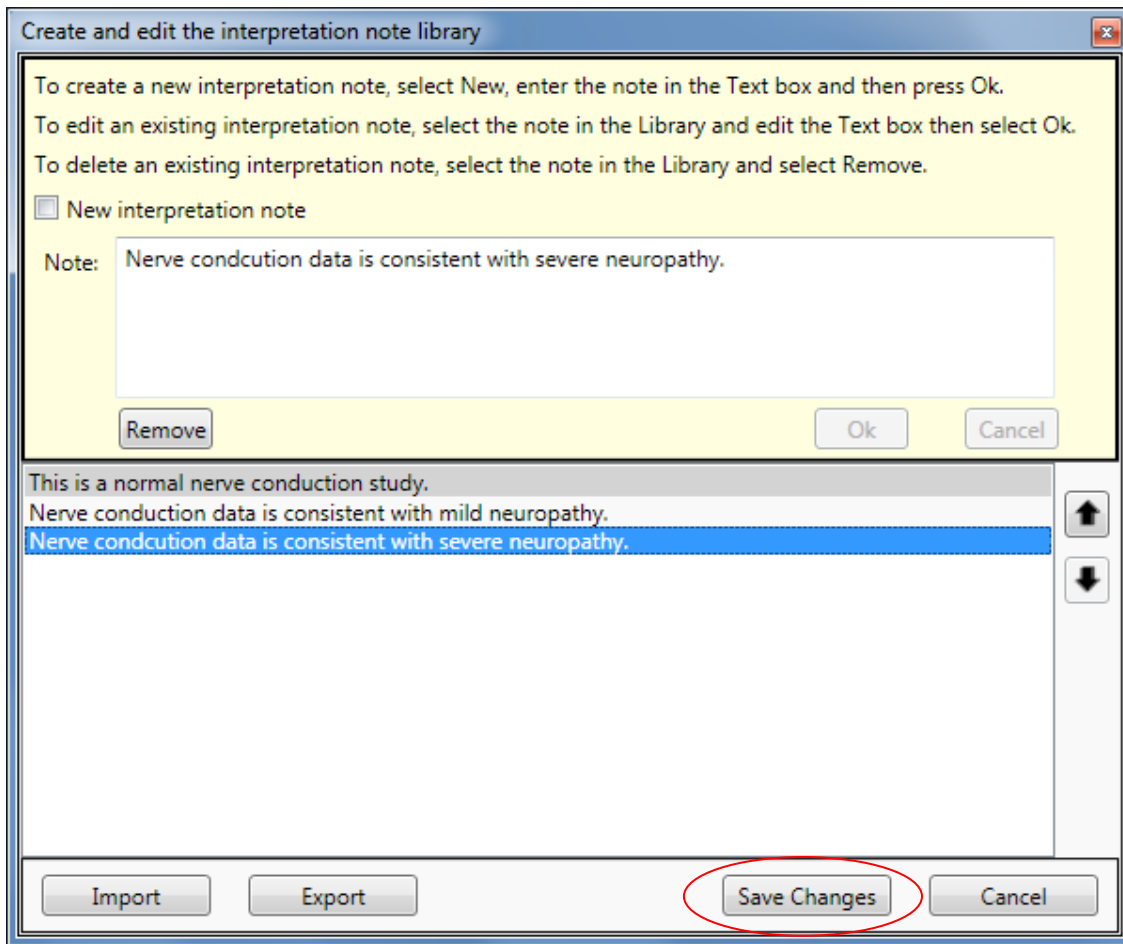 Create and edit the interpretation note library
To create a new interpretation note, select New, enter the note in the Text box and then press Ok.
To edit an existing interpretation note, select the note in the Library and edit the Text box then select Ok.
To delete an existing interpretation note, select the note in the Library and select Remove.
New interpretation note
Note: Nerve condcution data is consistent with severe neuropathy.
Remove Ok Cancel
This is a normal nerve conduction study.
Nerve conduction data is consistent with mild neuropathy.
Nerve condcution data is consistent with severe neuropathy.
Import Export Save Changes Cancel